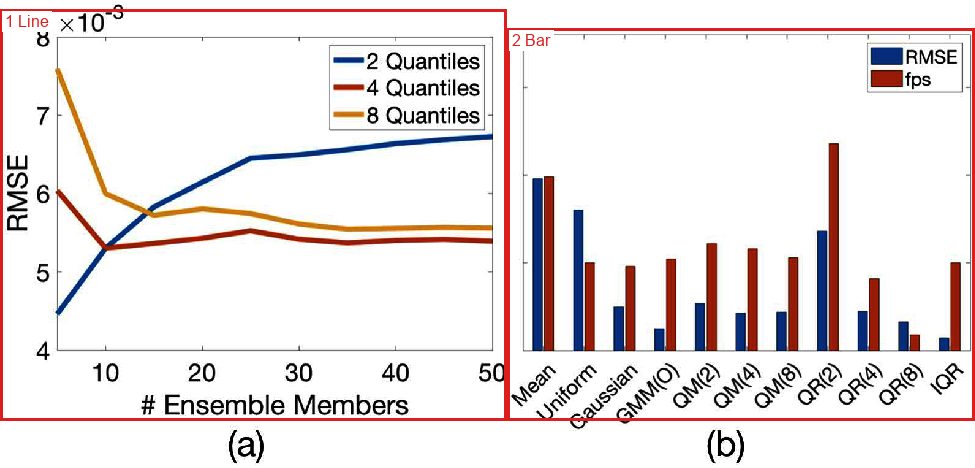 1 Line
×10⁻³
8
7
6
5
4
RMSE
2 Quantiles
4 Quantiles
8 Quantiles
10 20 30 40 50
# Ensemble Members
(a)
2 Bar
RMSE
fps
Mean
Uniform
Gaussian
GMM(O)
QM(2)
QM(4)
QM(8)
QR(2)
QR(4)
QR(8)
IQR
(b)